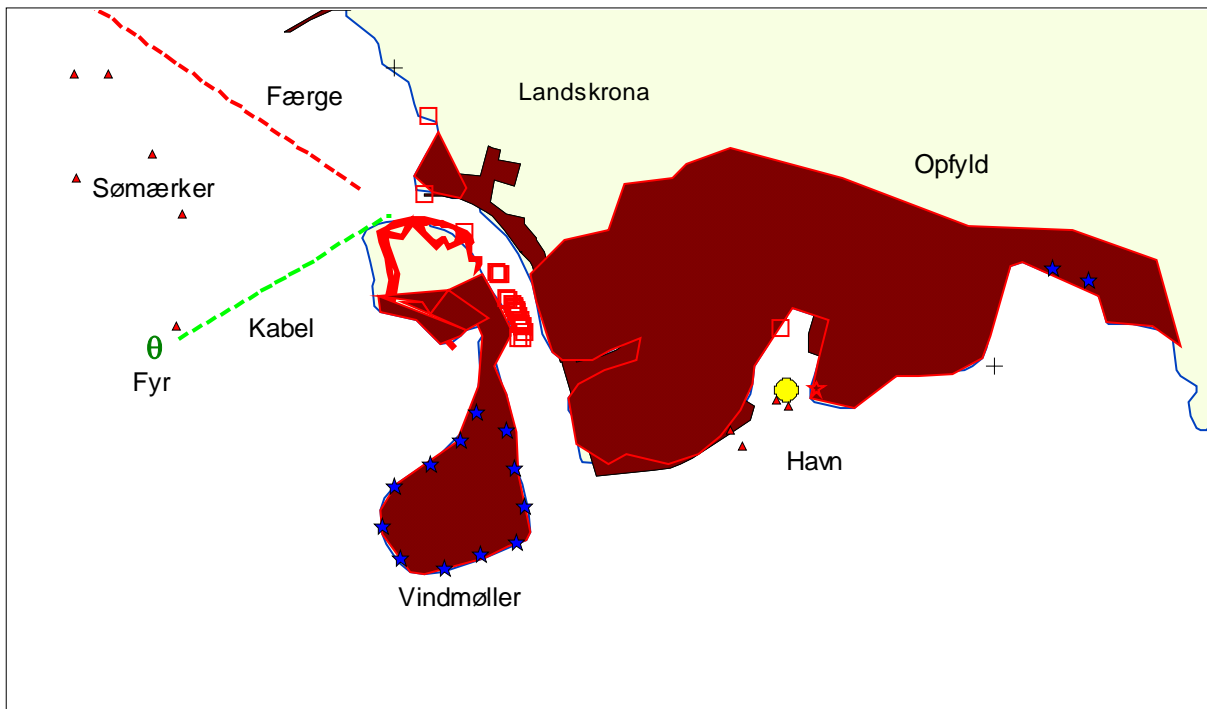 Færge
Landskrona
Opfyld
Sømærker
Kabel
θ
Fyr
Havn
Vindmøller